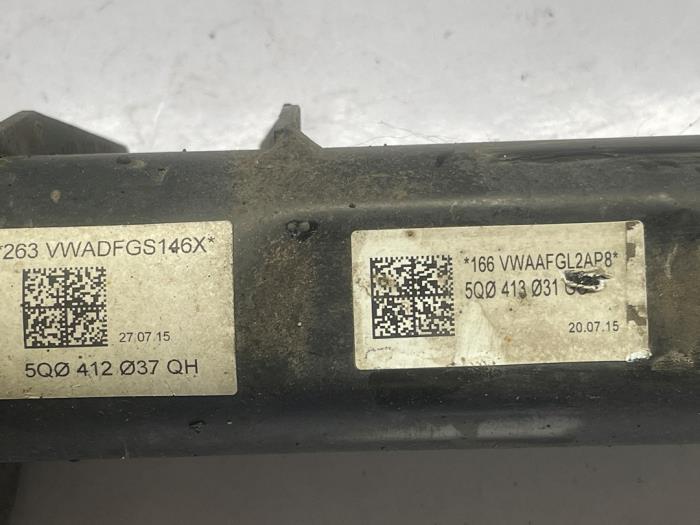 *263 VWADFGS146X*
27.07.15
5QØ 412 Ø37 QH
*166 VWAAFGL2AP8*
5QØ 413 Ø31
20.07.15